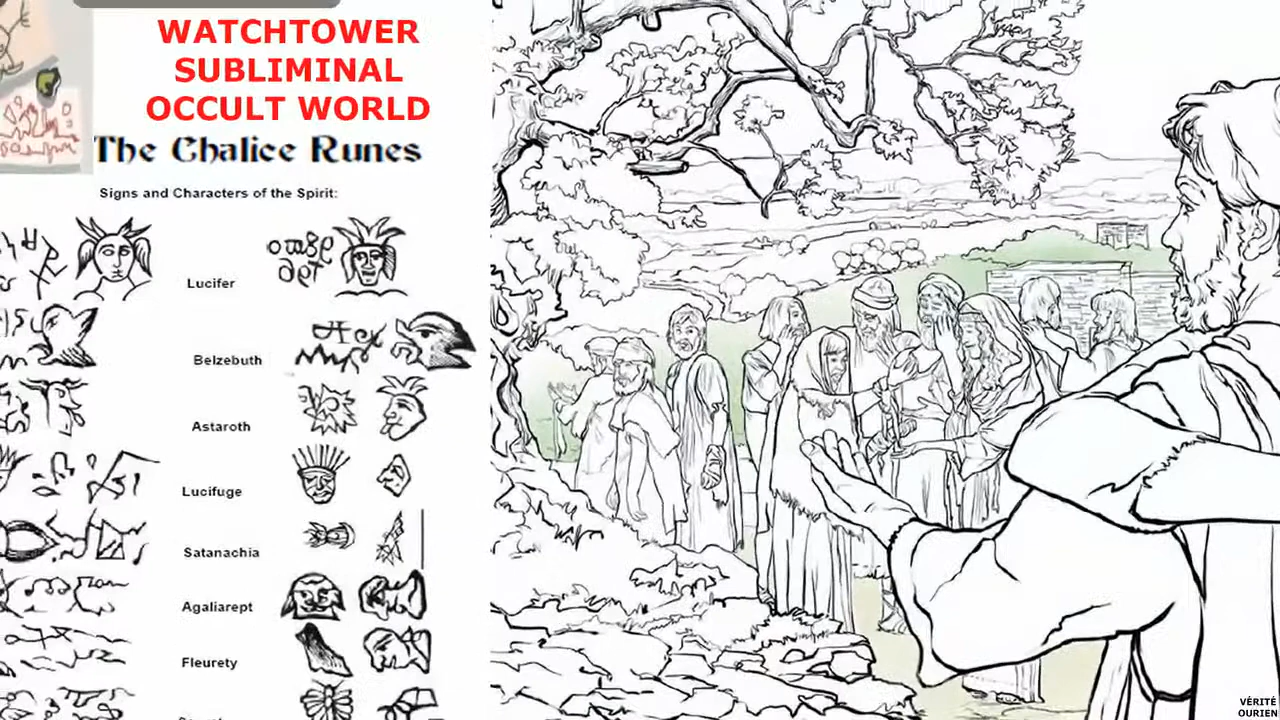 WATCHTOWER
SUBLIMINAL
OCCULT WORLD
The Chalice Runes
Signs and Characters of the Spirit:
Lucifer
Belzebuth
Astaroth
Lucifuge
Satanachia
Agaliarept
Fleurety
VÉRITÉ
OURIEN